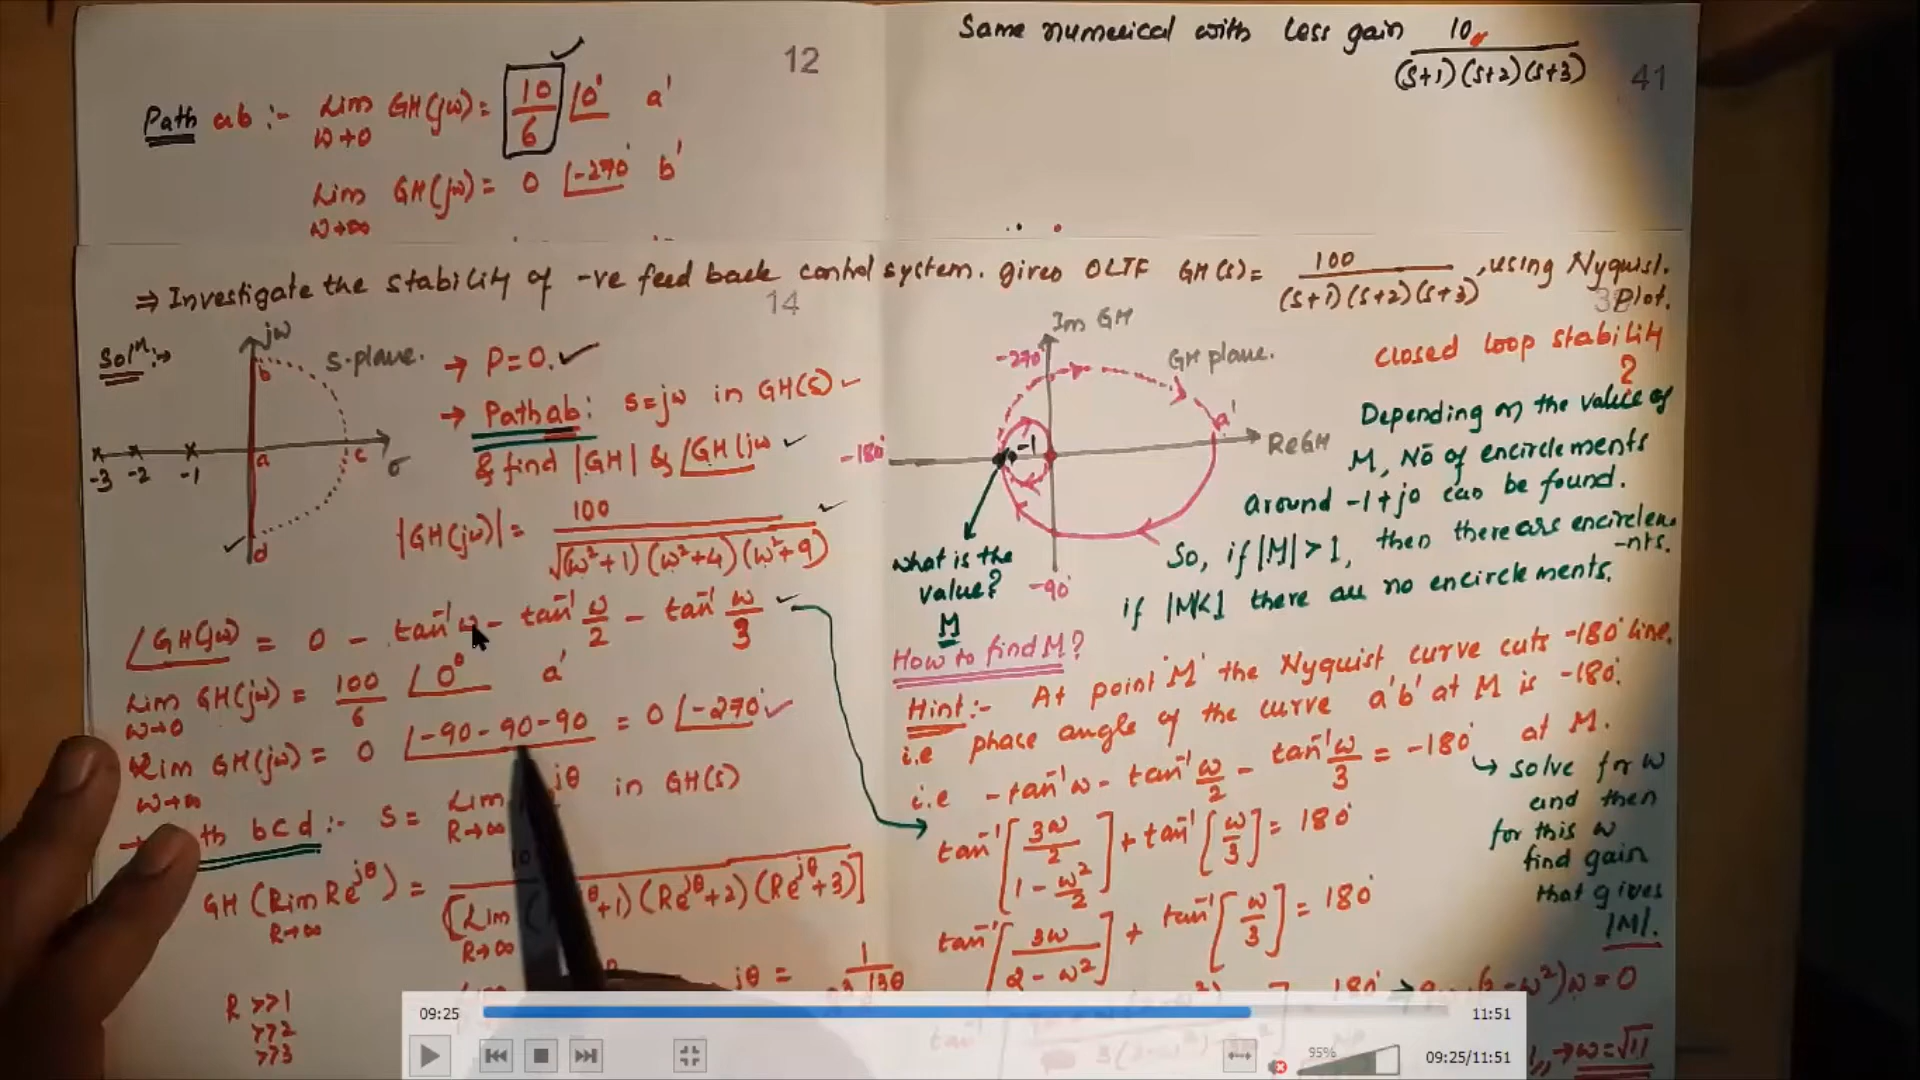 Same numerical with less gain 10 / (s+1)(s+2)(s+3)
12
41
Path ab :- Lim GH(jω) = 10/6 ∠0° a'
ω→0
Lim GH(jω) = 0 ∠-270° b'
ω→∞
⇒ Investigate the stability of -ve feed back control system. given OLTF GH(s) = 100 / (s+1)(s+2)(s+3) , using Nyquist
plot.
14
Solⁿ:→
jω
b
S-plane.
-3 -2 -1
a
c
σ
d
→ P=0. ✓
→ Path ab: s=jω in GH(s) ✓
& find |GH| & ∠GH(jω ✓
|GH(jω)| = 100 / √(ω²+1)(ω²+4)(ω²+9) ✓
∠GH(jω) = 0 - tan⁻¹ω - tan⁻¹ ω/2 - tan⁻¹ ω/3 ✓
Lim GH(jω) = 100/6 ∠0° a'
ω→0
Lim GH(jω) = 0 ∠-90-90-90 = 0 ∠-270° ✓
ω→∞
bcd :- S = Lim
R→∞
jθ in GH(s)
GH(Lim Re^jθ) =
R→∞
[Lim
R→∞
+1)(Re^jθ+2)(Re^jθ+3)]
R>>1
>>2
>>3
Im GH
-270°
GH plane.
a'
-180°
-1
Re GH
-90°
what is the
value?
M
closed loop stability
?
Depending on the value of
M, No of encirclements
around -1+j0 can be found.
So, if |M|>1, then there are encirclem
-nts.
if |M|<1 there are no encirclements.
How to find M?
Hint:- At point 'M' the Nyquist curve cuts -180° line.
i.e phase angle of the curve a'b' at M is -180°.
i.e -tan⁻¹ω - tan⁻¹ ω/2 - tan⁻¹ ω/3 = -180° at M.
↳ solve for ω
and then
for this ω
find gain
that gives
|M|.
tan⁻¹[ 3ω/2 / 1-ω²/2 ] + tan⁻¹[ω/3] = 180°
tan⁻¹[ 3ω / 2-ω² ] + tan⁻¹[ω/3] = 180°
→ω=√11
09:25
11:51
95%
09:25/11:51